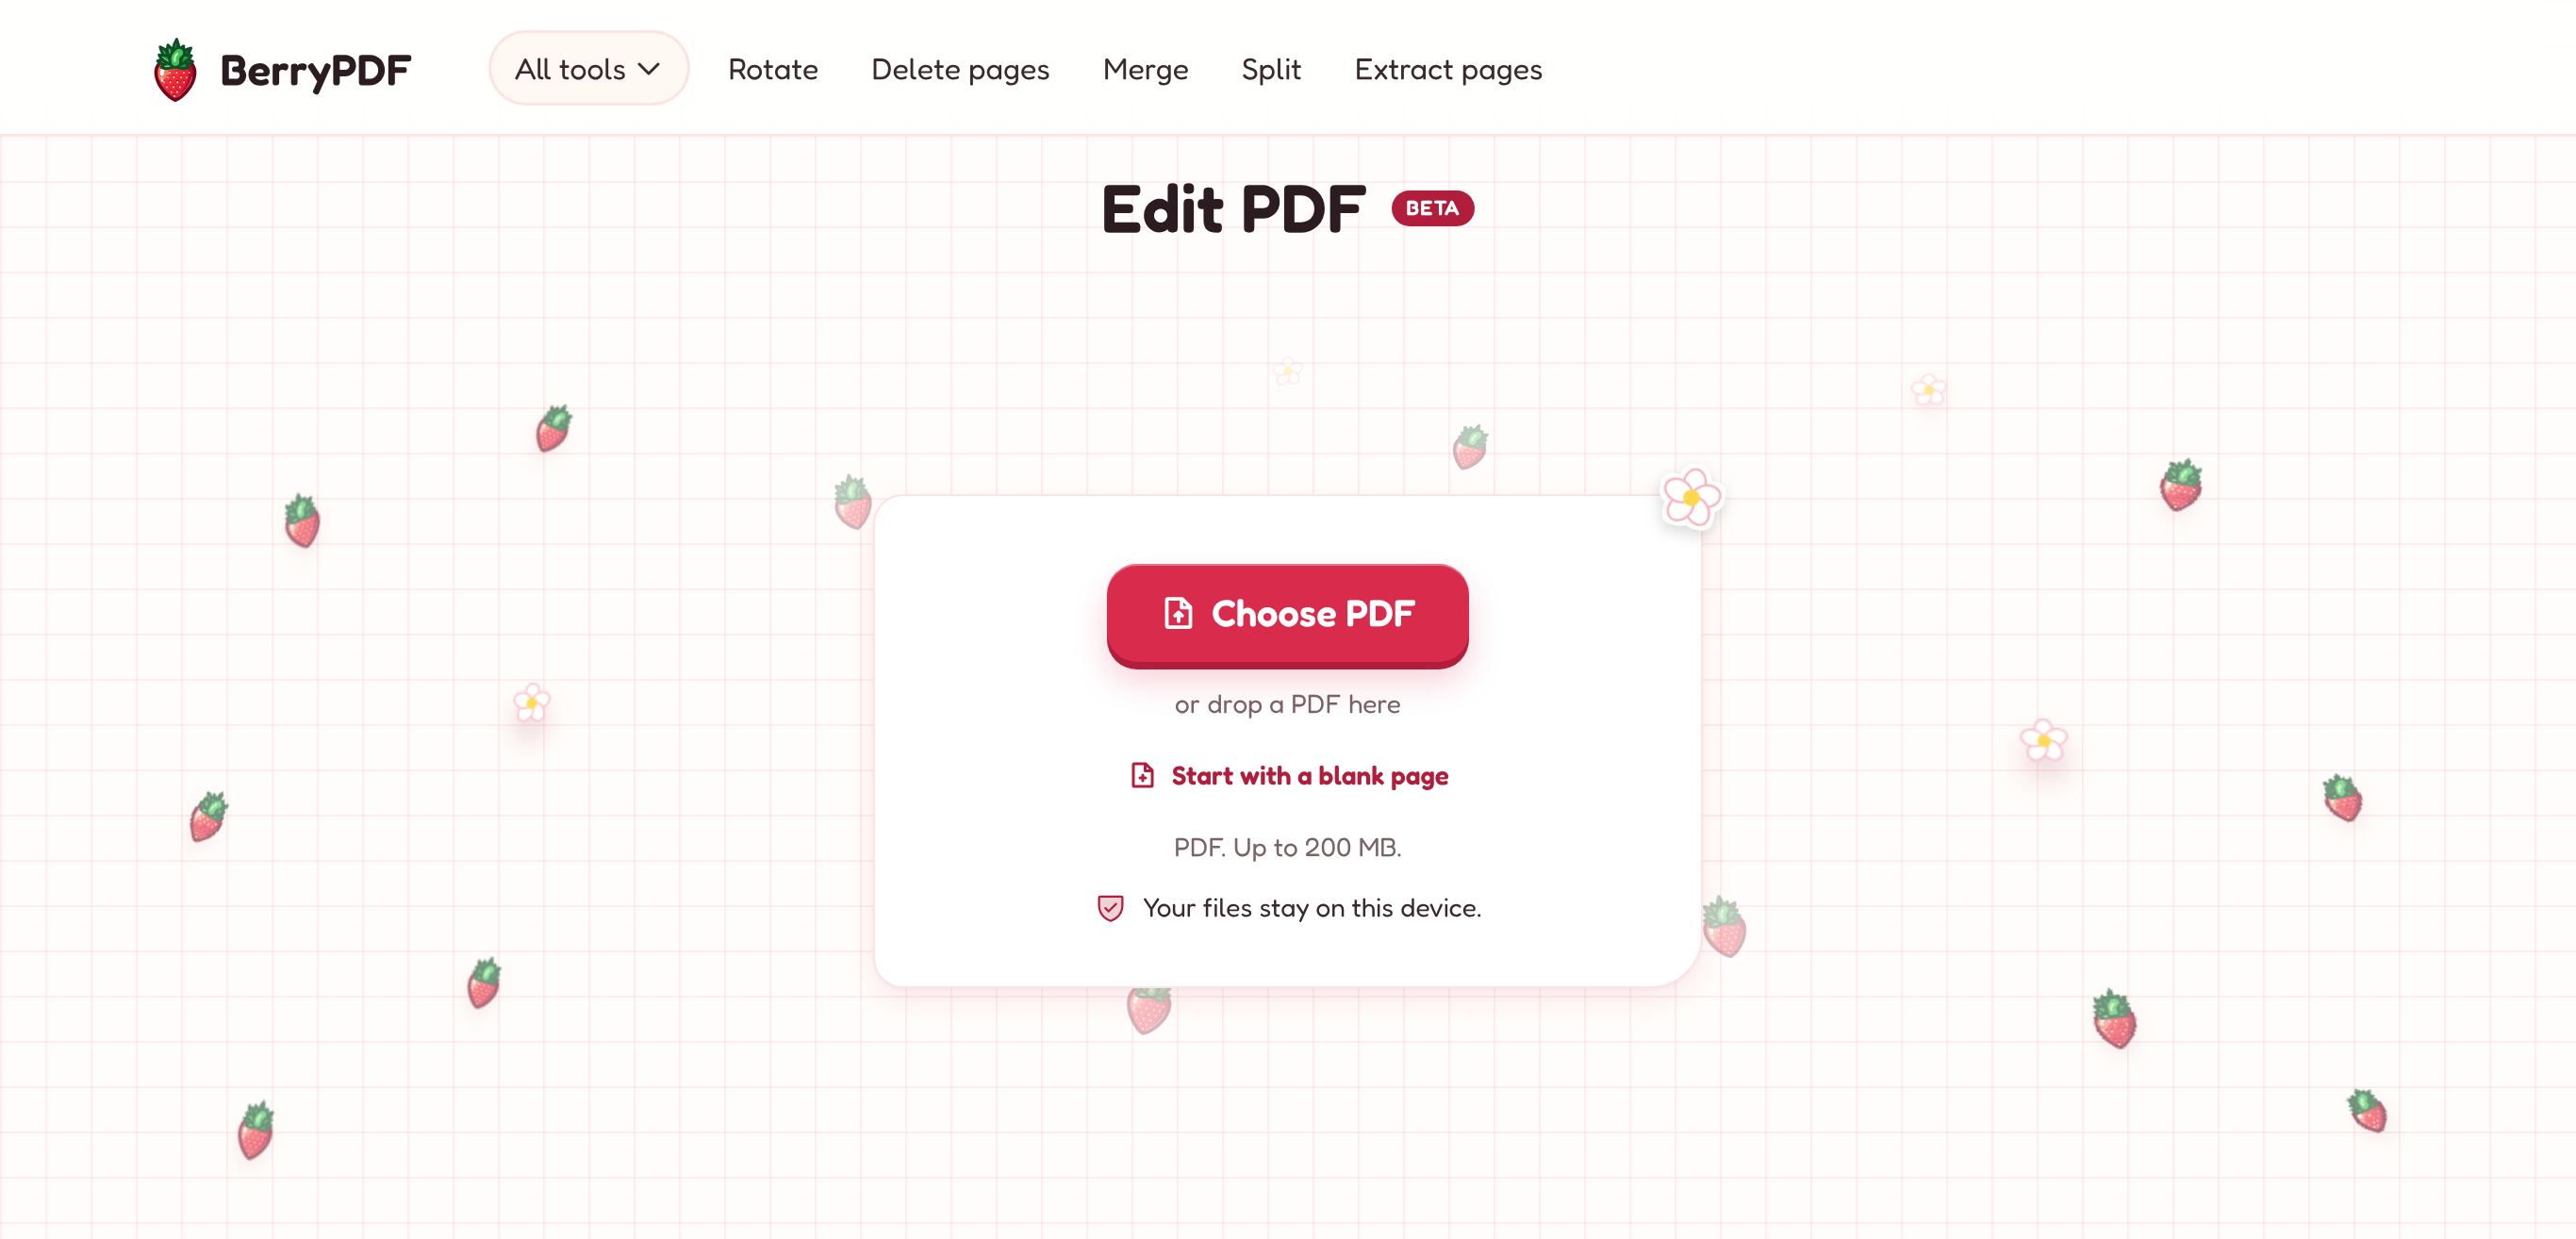 BerryPDF
All tools Rotate Delete pages Merge Split Extract pages
Edit PDF BETA
Choose PDF
or drop a PDF here
Start with a blank page
PDF. Up to 200 MB.
Your files stay on this device.